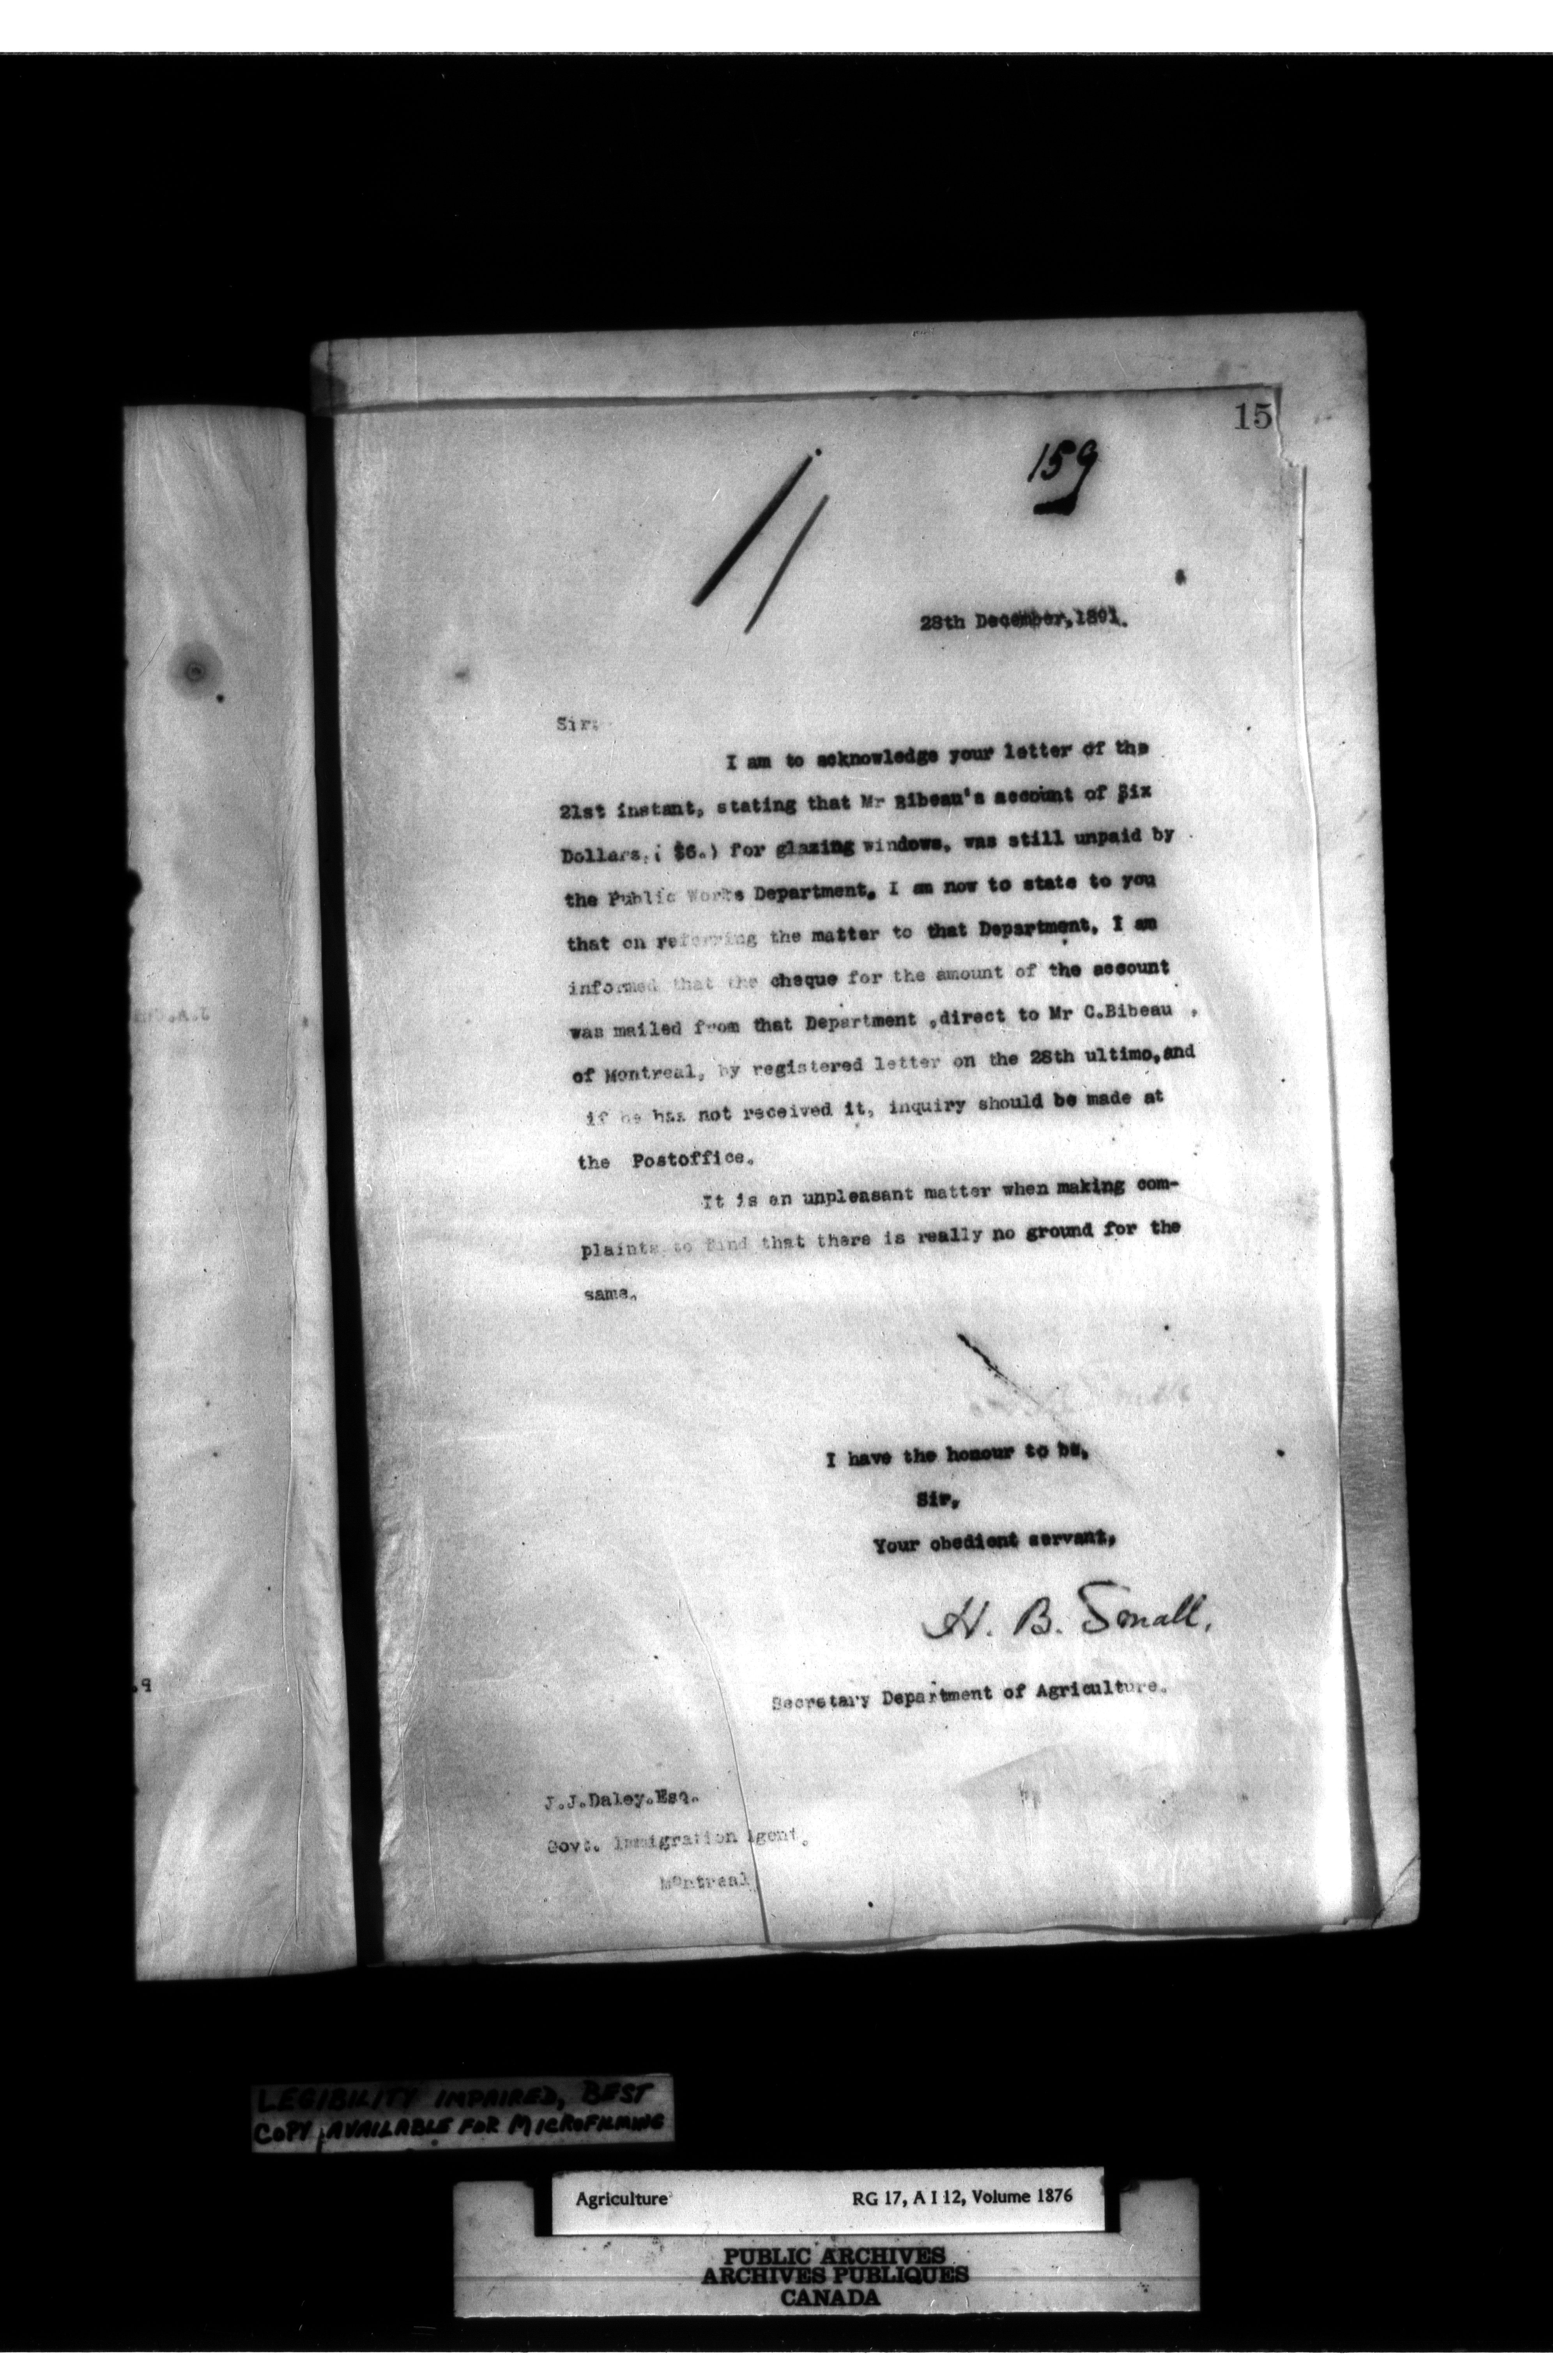 15
159
28th December, 1891.
Sir:
I am to acknowledge your letter of the
21st instant, stating that Mr Bibeau's account of Six
Dollars, ( $6.) for glazing windows, was still unpaid by
the Public Works Department. I am now to state to you
that on referring the matter to that Department, I am
informed that the cheque for the amount of the account
was mailed from that Department ,direct to Mr C.Bibeau ,
of Montreal, by registered letter on the 28th ultimo,and
if he has not received it, inquiry should be made at
the Postoffice.
It is an unpleasant matter when making com-
plaints to find that there is really no ground for the
same.
I have the honour to be,
Sir,
Your obedient servant,
H. B. Small.
Secretary Department of Agriculture.
J.J.Daley.Esq.
Govt. Immigration Agent.
Montreal
LEGIBILITY IMPAIRED, BEST
COPY AVAILABLE FOR MICROFILMING
Agriculture RG 17, A I 12, Volume 1876
PUBLIC ARCHIVES
ARCHIVES PUBLIQUES
CANADA